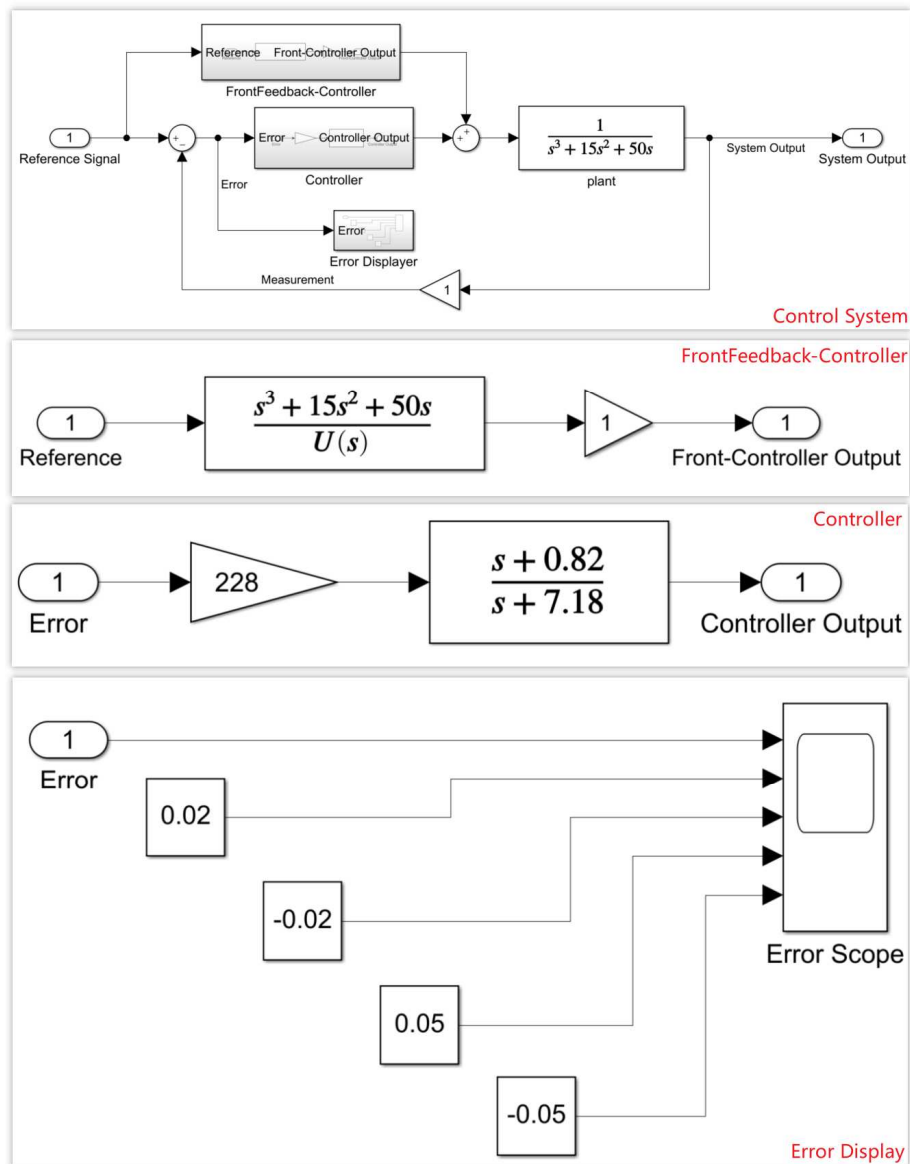 Reference Front-Controller Output
FrontFeedback-Controller
1
Reference Signal
+
−
Error
Error Controller Output
Controller
+
+
1
s³ + 15s² + 50s
plant
System Output
1
System Output
Error
Error Displayer
Measurement
1
Control System
FrontFeedback-Controller
1
Reference
s³ + 15s² + 50s
U(s)
1
1
Front-Controller Output
Controller
1
Error
228
s + 0.82
s + 7.18
1
Controller Output
1
Error
0.02
-0.02
0.05
-0.05
Error Scope
Error Display